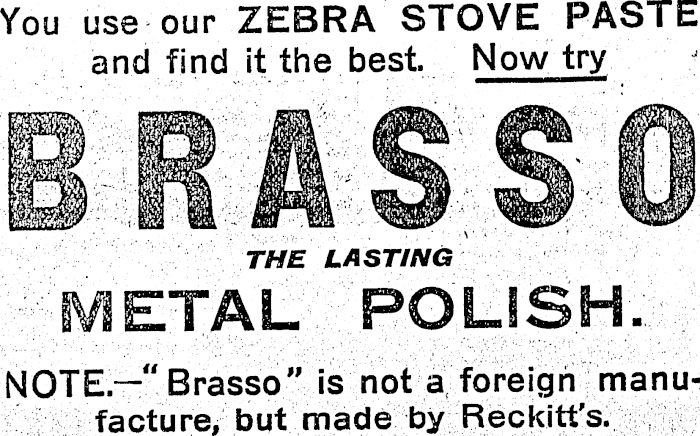 You use our ZEBRA STOVE PASTE
and find it the best. Now try
BRASSO
THE LASTING
METAL POLISH.
NOTE.—“Brasso” is not a foreign manu-
facture, but made by Reckitt's.